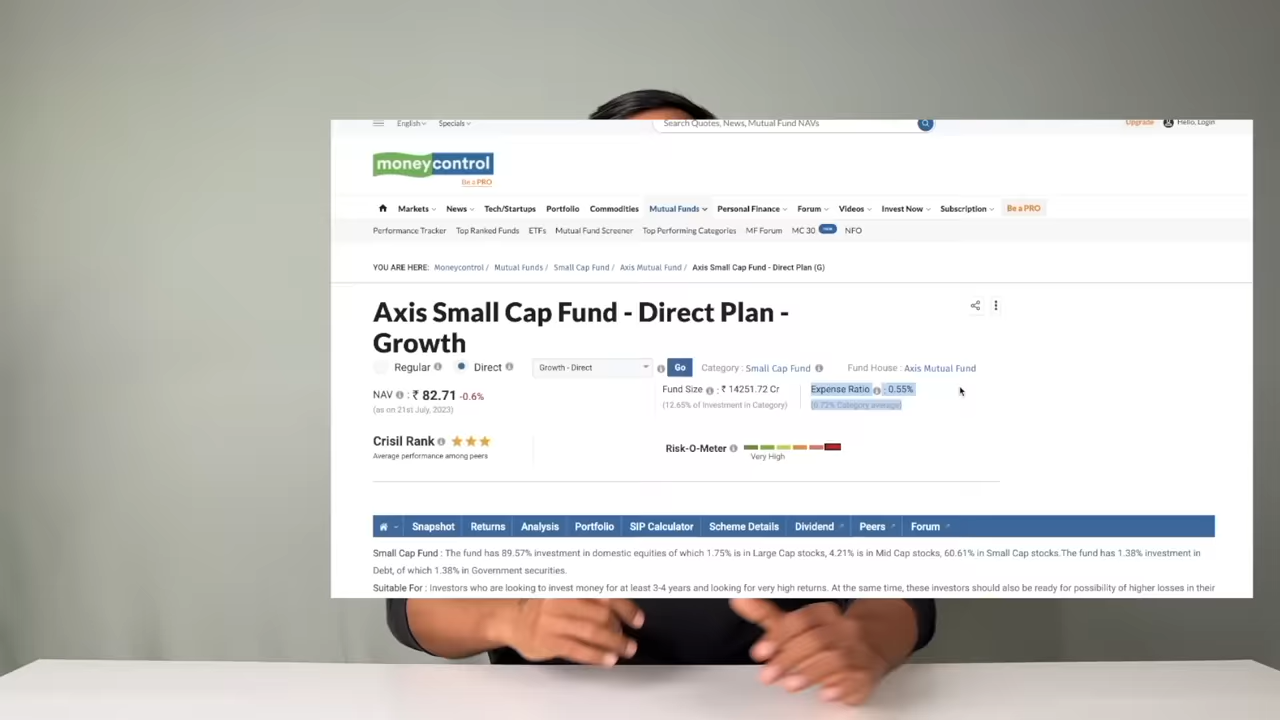 English
Specials
Search Quotes, News, Mutual Fund NAVs
Upgrade
Hello, Login
moneycontrol
Be a PRO
Markets
News
Tech/Startups
Portfolio
Commodities
Mutual Funds
Personal Finance
Forum
Videos
Invest Now
Subscription
Be a PRO
Performance Tracker
Top Ranked Funds
ETFs
Mutual Fund Screener
Top Performing Categories
MF Forum
MC 30
NFO
YOU ARE HERE: Moneycontrol / Mutual Funds / Small Cap Fund / Axis Mutual Fund / Axis Small Cap Fund - Direct Plan (G)
Axis Small Cap Fund - Direct Plan -
Growth
Regular
Direct
Growth - Direct
Go
Category : Small Cap Fund
Fund House : Axis Mutual Fund
NAV : ₹ 82.71 -0.6%
(as on 21st July, 2023)
Fund Size : ₹ 14251.72 Cr
(12.65% of Investment in Category)
Expense Ratio : 0.55%
(0.72% Category average)
Crisil Rank
Average performance among peers
Risk-O-Meter
Very High
Snapshot
Returns
Analysis
Portfolio
SIP Calculator
Scheme Details
Dividend
Peers
Forum
Small Cap Fund : The fund has 89.57% investment in domestic equities of which 1.75% is in Large Cap stocks, 4.21% is in Mid Cap stocks, 60.61% in Small Cap stocks.The fund has 1.38% investment in
Debt, of which 1.38% in Government securities.
Suitable For : Investors who are looking to invest money for at least 3-4 years and looking for very high returns. At the same time, these investors should also be ready for possibility of higher losses in their